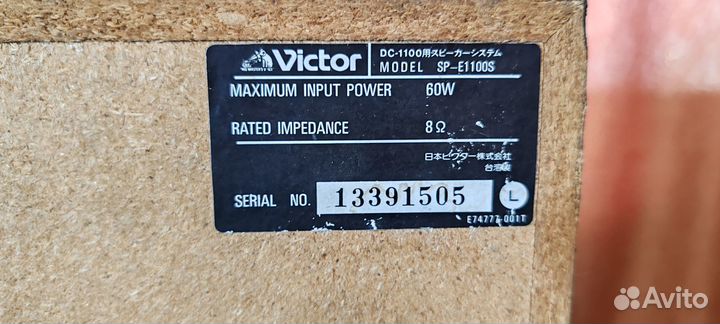 Victor
DC-1100用スピーカーシステム
MODEL SP-E1100S
MAXIMUM INPUT POWER 60W
RATED IMPEDANCE 8Ω
日本ビクター株式会社
台湾製
SERIAL NO. 13391505 L
E74777-001T
Avito